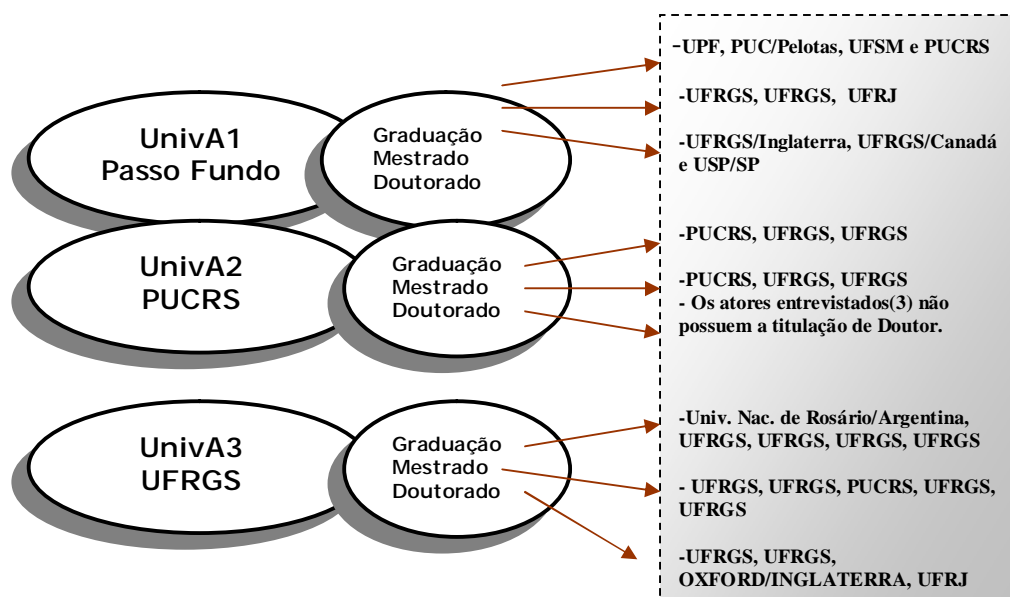 UnivA1
Passo Fundo
Graduação
Mestrado
Doutorado
-UPF, PUC/Pelotas, UFSM e PUCRS
-UFRGS, UFRGS, UFRJ
-UFRGS/Inglaterra, UFRGS/Canadá
e USP/SP
UnivA2
PUCRS
Graduação
Mestrado
Doutorado
-PUCRS, UFRGS, UFRGS
-PUCRS, UFRGS, UFRGS
- Os atores entrevistados(3) não
possuem a titulação de Doutor.
UnivA3
UFRGS
Graduação
Mestrado
Doutorado
-Univ. Nac. de Rosário/Argentina,
UFRGS, UFRGS, UFRGS, UFRGS
- UFRGS, UFRGS, PUCRS, UFRGS,
UFRGS
-UFRGS, UFRGS,
OXFORD/INGLATERRA, UFRJ